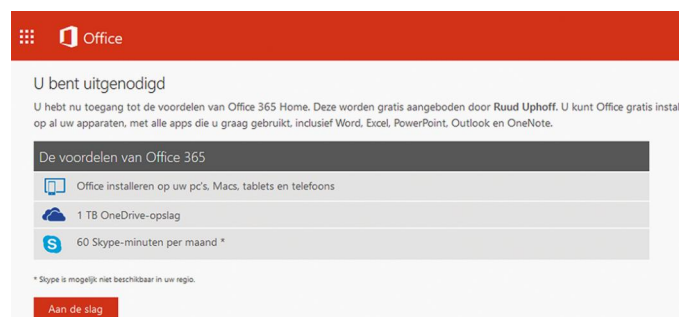 Office
U bent uitgenodigd
U hebt nu toegang tot de voordelen van Office 365 Home. Deze worden gratis aangeboden door Ruud Uphoff. U kunt Office gratis instal
op al uw apparaten, met alle apps die u graag gebruikt, inclusief Word, Excel, PowerPoint, Outlook en OneNote.
De voordelen van Office 365
Office installeren op uw pc's, Macs, tablets en telefoons
1 TB OneDrive-opslag
60 Skype-minuten per maand *
* Skype is mogelijk niet beschikbaar in uw regio.
Aan de slag